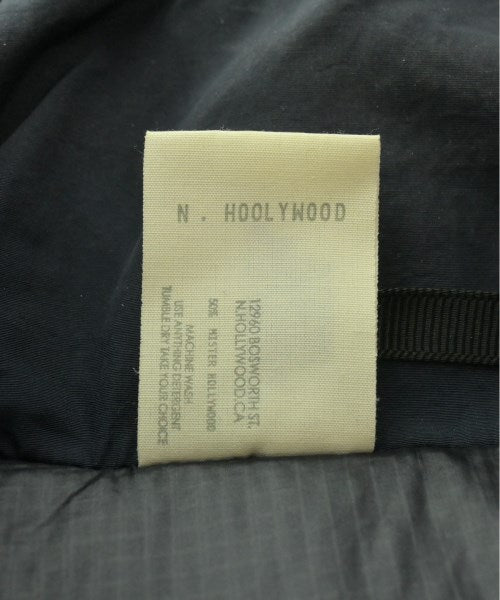 N . HOOLYWOOD
12960 BOSWORTH ST,
N.HOLLYWOOD.CA
50% MISTER HOLLYWOOD
MACHINE WASH
USE ANYTHING DETERGENT
TUMBLE DRY TAKE YOUR CHOICE